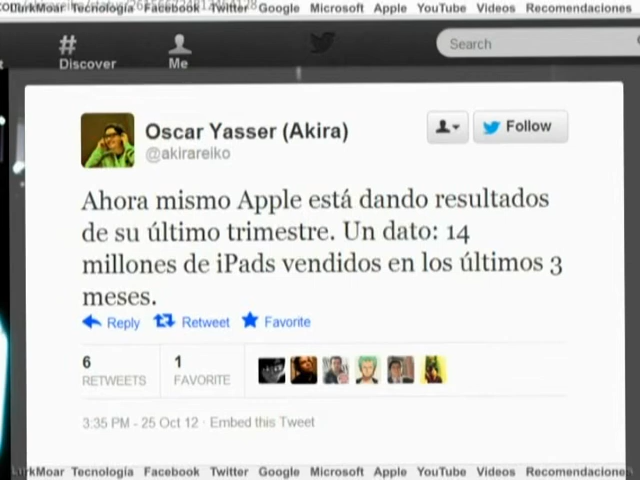 LurkMoar Tecnología Facebook Twitter Google Microsoft Apple YouTube Videos Recomendaciones
#
Discover
Me
Search
Oscar Yasser (Akira)
@akirareiko
Follow
Ahora mismo Apple está dando resultados
de su último trimestre. Un dato: 14
millones de iPads vendidos en los últimos 3
meses.
Reply Retweet Favorite
6 1
RETWEETS FAVORITE
3:35 PM - 25 Oct 12 · Embed this Tweet
LurkMoar Tecnología Facebook Twitter Google Microsoft Apple YouTube Videos Recomendaciones